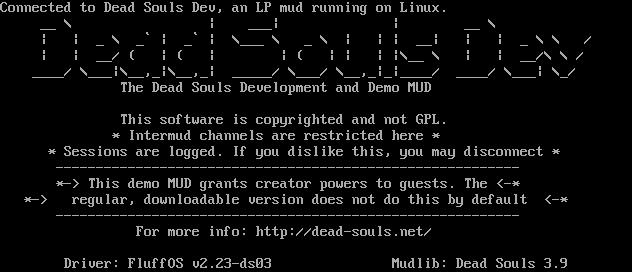 Connected to Dead Souls Dev, an LP mud running on Linux.
Dead Souls Dev
The Dead Souls Development and Demo MUD
This software is copyrighted and not GPL.
* Intermud channels are restricted here *
* Sessions are logged. If you dislike this, you may disconnect *
*-> This demo MUD grants creator powers to guests. The <-*
*-> regular, downloadable version does not do this by default <-*
For more info: http://dead-souls.net/
Driver: FluffOS v2.23-ds03 Mudlib: Dead Souls 3.9